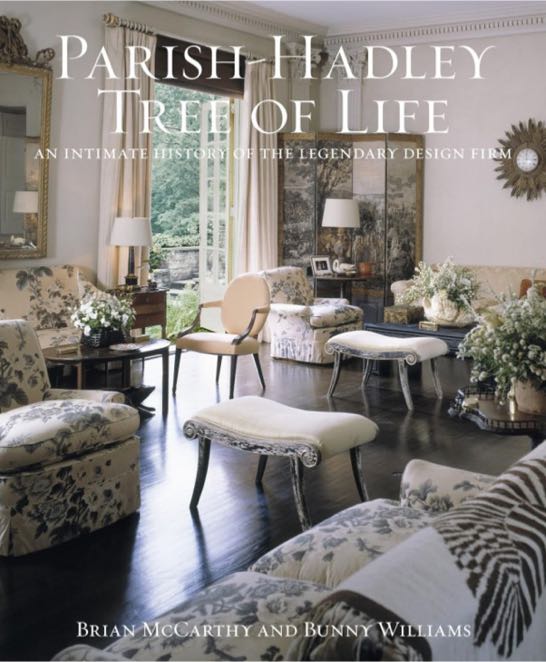 PARISH-HADLEY
TREE OF LIFE
AN INTIMATE HISTORY OF THE LEGENDARY DESIGN FIRM
BRIAN MCCARTHY AND BUNNY WILLIAMS